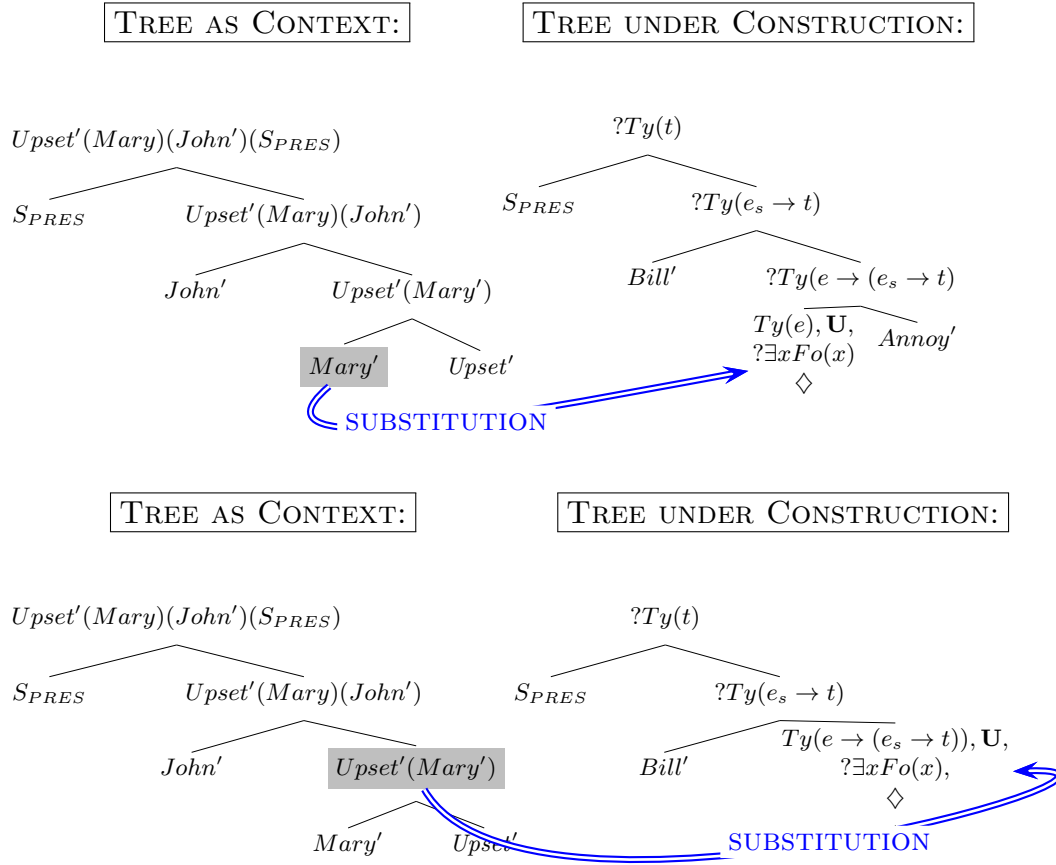 TREE AS CONTEXT: TREE UNDER CONSTRUCTION:
Upset′(Mary)(John′)(S_PRES) ?Ty(t)
S_PRES Upset′(Mary)(John′) S_PRES ?Ty(e_s → t)
John′ Upset′(Mary′) Bill′ ?Ty(e → (e_s → t)
Mary′ Upset′ Ty(e), U, Annoy′
?∃xFo(x)
♢
SUBSTITUTION
TREE AS CONTEXT: TREE UNDER CONSTRUCTION:
Upset′(Mary)(John′)(S_PRES) ?Ty(t)
S_PRES Upset′(Mary)(John′) S_PRES ?Ty(e_s → t)
John′ Upset′(Mary′) Bill′ Ty(e → (e_s → t)), U,
?∃xFo(x),
♢
Mary′ Upset′ SUBSTITUTION